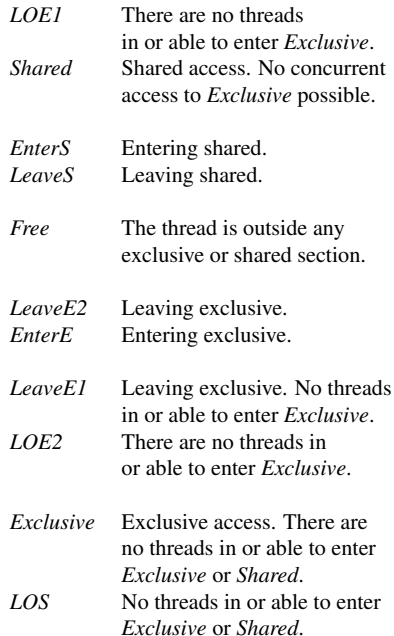 LOE1 There are no threads
in or able to enter Exclusive.
Shared Shared access. No concurrent
access to Exclusive possible.
EnterS Entering shared.
LeaveS Leaving shared.
Free The thread is outside any
exclusive or shared section.
LeaveE2 Leaving exclusive.
EnterE Entering exclusive.
LeaveE1 Leaving exclusive. No threads
in or able to enter Exclusive.
LOE2 There are no threads in
or able to enter Exclusive.
Exclusive Exclusive access. There are
no threads in or able to enter
Exclusive or Shared.
LOS No threads in or able to enter
Exclusive or Shared.